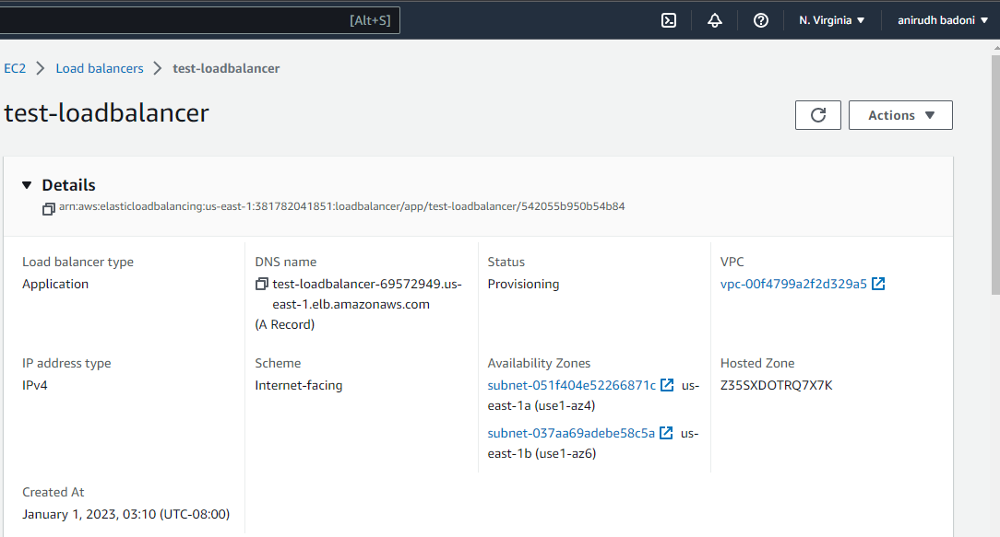 [Alt+S]
N. Virginia
anirudh badoni
EC2 Load balancers test-loadbalancer
test-loadbalancer
Actions
Details
arn:aws:elasticloadbalancing:us-east-1:381782041851:loadbalancer/app/test-loadbalancer/542055b950b54b84
Load balancer type
Application
DNS name
test-loadbalancer-69572949.us-
east-1.elb.amazonaws.com
(A Record)
Status
Provisioning
VPC
vpc-00f4799a2f2d329a5
IP address type
IPv4
Scheme
Internet-facing
Availability Zones
subnet-051f404e52266871c us-
east-1a (use1-az4)
subnet-037aa69adebe58c5a us-
east-1b (use1-az6)
Hosted Zone
Z35SXDOTRQ7X7K
Created At
January 1, 2023, 03:10 (UTC-08:00)